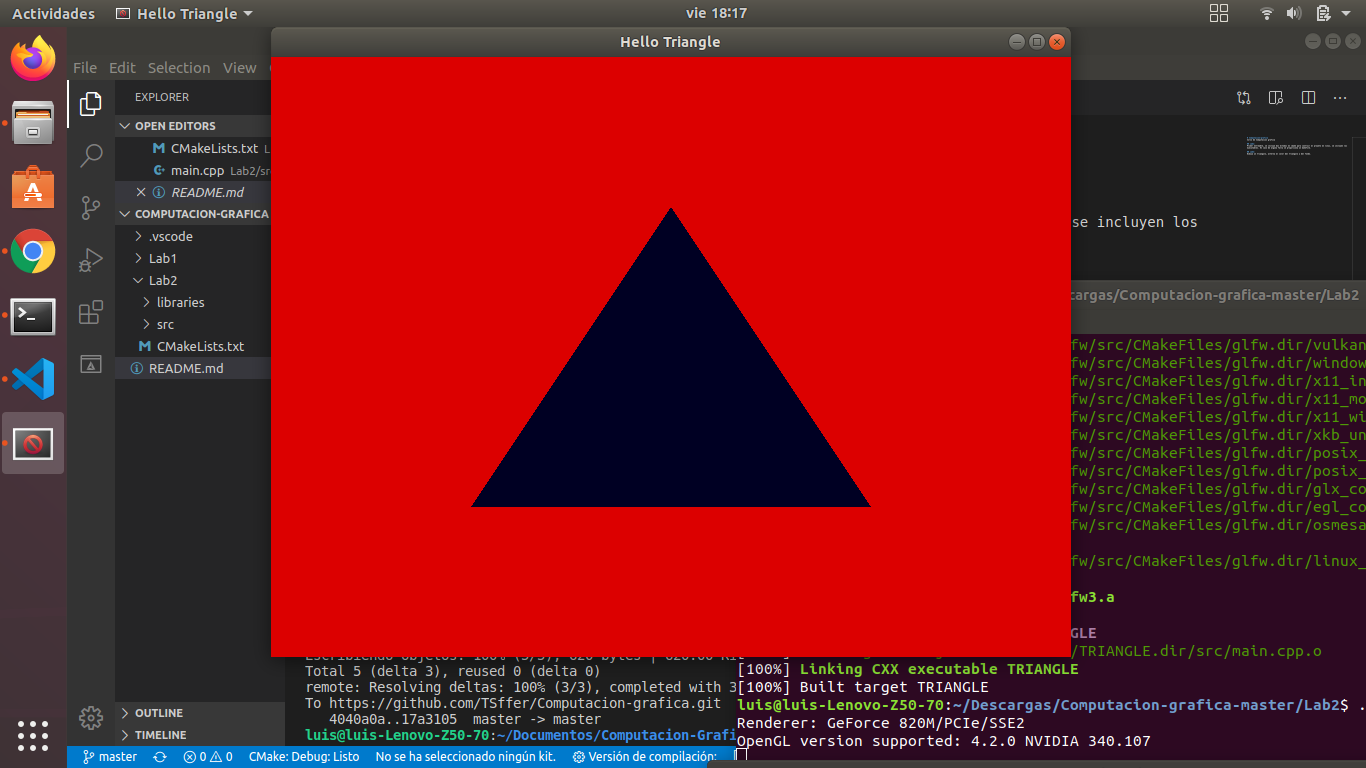 Actividades
Hello Triangle
vie 18:17
Hello Triangle
File Edit Selection View
EXPLORER
OPEN EDITORS
CMakeLists.txt
main.cpp Lab2/sr
README.md
COMPUTACION-GRAFICA
.vscode
Lab1
Lab2
libraries
src
CMakeLists.txt
README.md
OUTLINE
TIMELINE
se incluyen los
cargas/Computacion-grafica-master/Lab2
fw/src/CMakeFiles/glfw.dir/vulkan
fw/src/CMakeFiles/glfw.dir/window
fw/src/CMakeFiles/glfw.dir/x11_in
fw/src/CMakeFiles/glfw.dir/x11_mo
fw/src/CMakeFiles/glfw.dir/x11_wi
fw/src/CMakeFiles/glfw.dir/xkb_un
fw/src/CMakeFiles/glfw.dir/posix_
fw/src/CMakeFiles/glfw.dir/posix_
fw/src/CMakeFiles/glfw.dir/glx_co
fw/src/CMakeFiles/glfw.dir/egl_co
fw/src/CMakeFiles/glfw.dir/osmesa
fw/src/CMakeFiles/glfw.dir/linux_
fw3.a
GLE
/TRIANGLE.dir/src/main.cpp.o
[100%] Linking CXX executable TRIANGLE
[100%] Built target TRIANGLE
luis@luis-Lenovo-Z50-70:~/Descargas/Computacion-grafica-master/Lab2$ .
Renderer: GeForce 820M/PCIe/SSE2
OpenGL version supported: 4.2.0 NVIDIA 340.107
Total 5 (delta 3), reused 0 (delta 0)
remote: Resolving deltas: 100% (3/3), completed with 3
To https://github.com/TSffer/Computacion-grafica.git
4040a0a..17a3105 master -> master
luis@luis-Lenovo-Z50-70:~/Documentos/Computacion-Grafi
master 0 0 CMake: Debug: Listo No se ha seleccionado ningún kit. Versión de compilación: